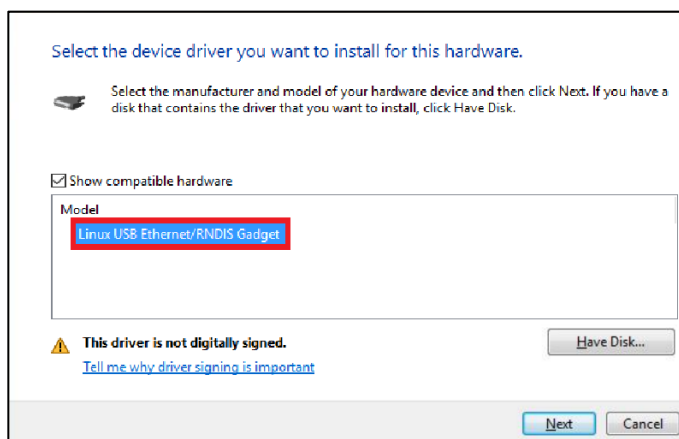 Select the device driver you want to install for this hardware.
Select the manufacturer and model of your hardware device and then click Next. If you have a
disk that contains the driver that you want to install, click Have Disk.
Show compatible hardware
Model
Linux USB Ethernet/RNDIS Gadget
This driver is not digitally signed.
Have Disk...
Tell me why driver signing is important
Next
Cancel